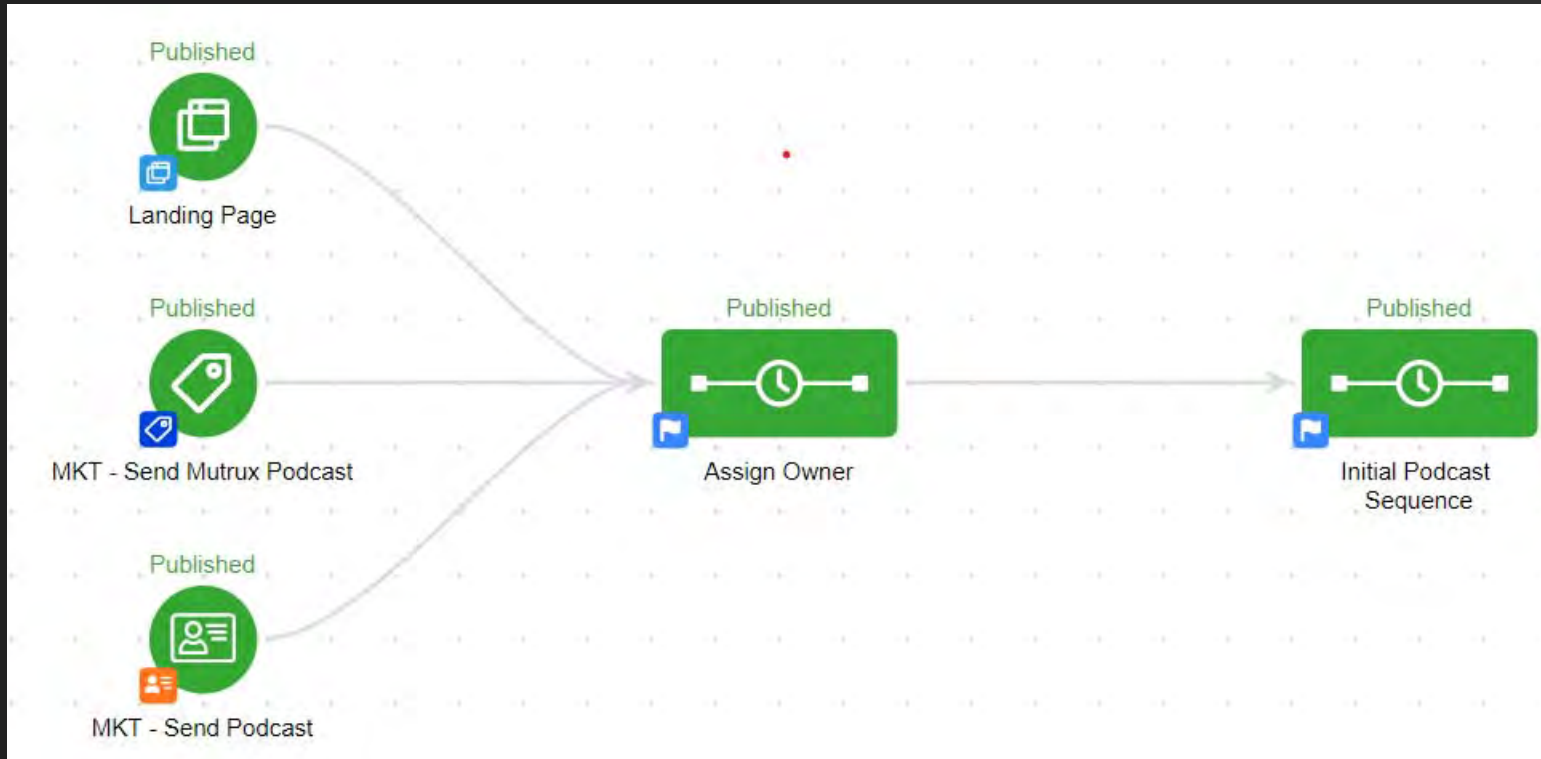 Published
Landing Page
Published
MKT - Send Mutrux Podcast
Published
MKT - Send Podcast
Published
Assign Owner
Published
Initial Podcast
Sequence